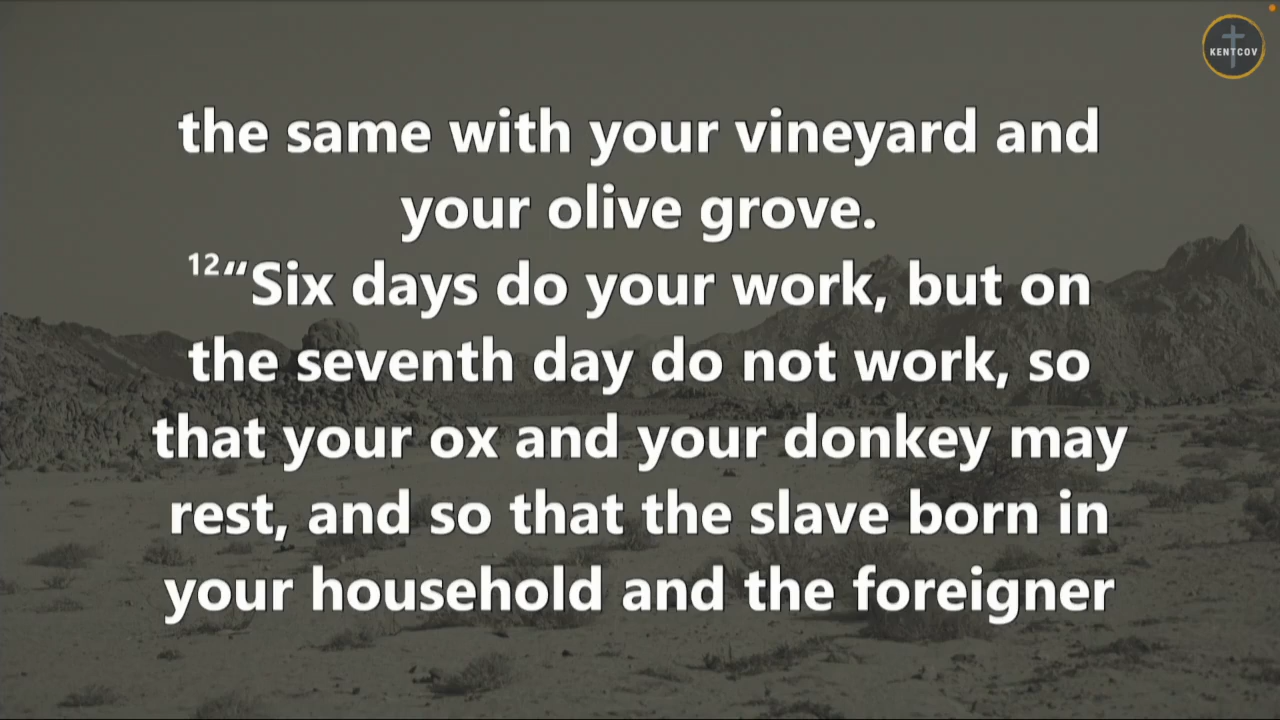 KENTCOV
the same with your vineyard and
your olive grove.
¹²“Six days do your work, but on
the seventh day do not work, so
that your ox and your donkey may
rest, and so that the slave born in
your household and the foreigner